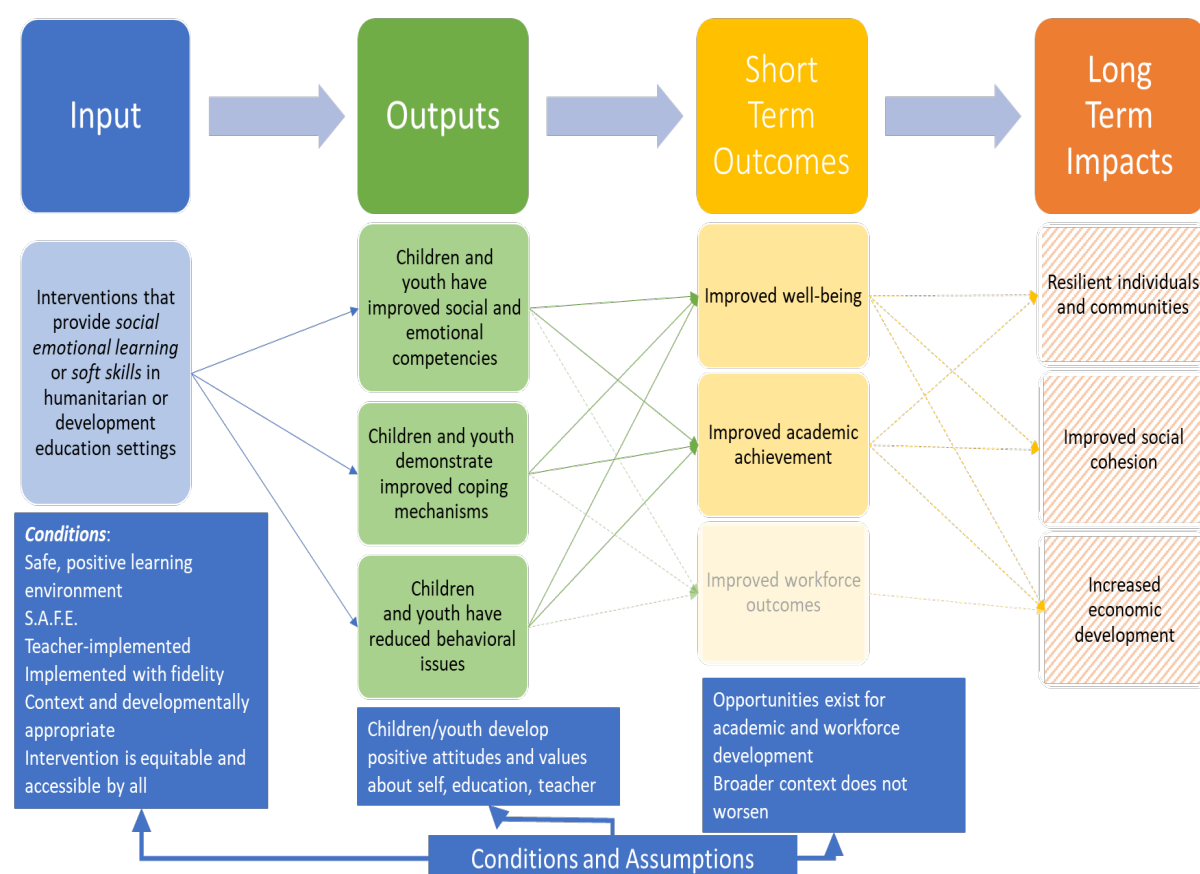 Input
Outputs
Short
Term
Outcomes
Long
Term
Impacts
Interventions that
provide social
emotional learning
or soft skills in
humanitarian or
development
education settings
Children and
youth have
improved social and
emotional
competencies
Children and youth
demonstrate
improved coping
mechanisms
Children
and youth have
reduced behavioral
issues
Improved well-being
Improved academic
achievement
Improved workforce
outcomes
Resilient individuals
and communities
Improved social
cohesion
Increased
economic
development
Conditions:
Safe, positive learning
environment
S.A.F.E.
Teacher-implemented
Implemented with fidelity
Context and developmentally
appropriate
Intervention is equitable and
accessible by all
Children/youth develop
positive attitudes and values
about self, education, teacher
Opportunities exist for
academic and workforce
development
Broader context does not
worsen
Conditions and Assumptions